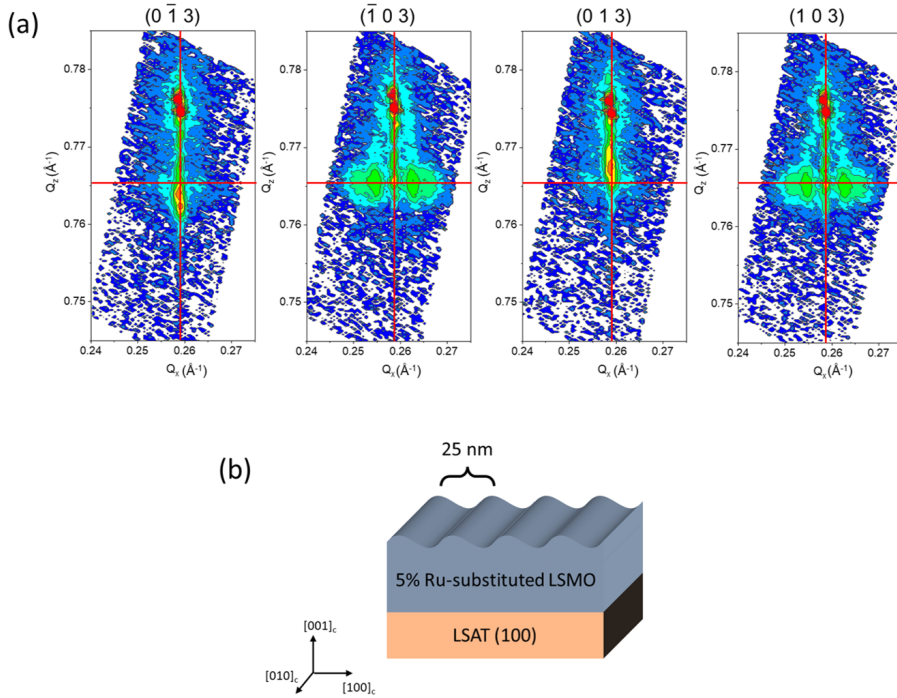 (a)
(0 1̅ 3)
(1̅ 0 3)
(0 1 3)
(1 0 3)
Qz (Å⁻¹)
0.78
0.77
0.76
0.75
0.24 0.25 0.26 0.27
Qx (Å⁻¹)
Qz (Å⁻¹)
0.78
0.77
0.76
0.75
0.24 0.25 0.26 0.27
Qx (Å⁻¹)
Qz (Å⁻¹)
0.78
0.77
0.76
0.75
0.24 0.25 0.26 0.27
Qx (Å⁻¹)
Qz (Å⁻¹)
0.78
0.77
0.76
0.75
0.24 0.25 0.26 0.27
Qx (Å⁻¹)
(b)
25 nm
5% Ru-substituted LSMO
LSAT (100)
[001]c
[010]c
[100]c